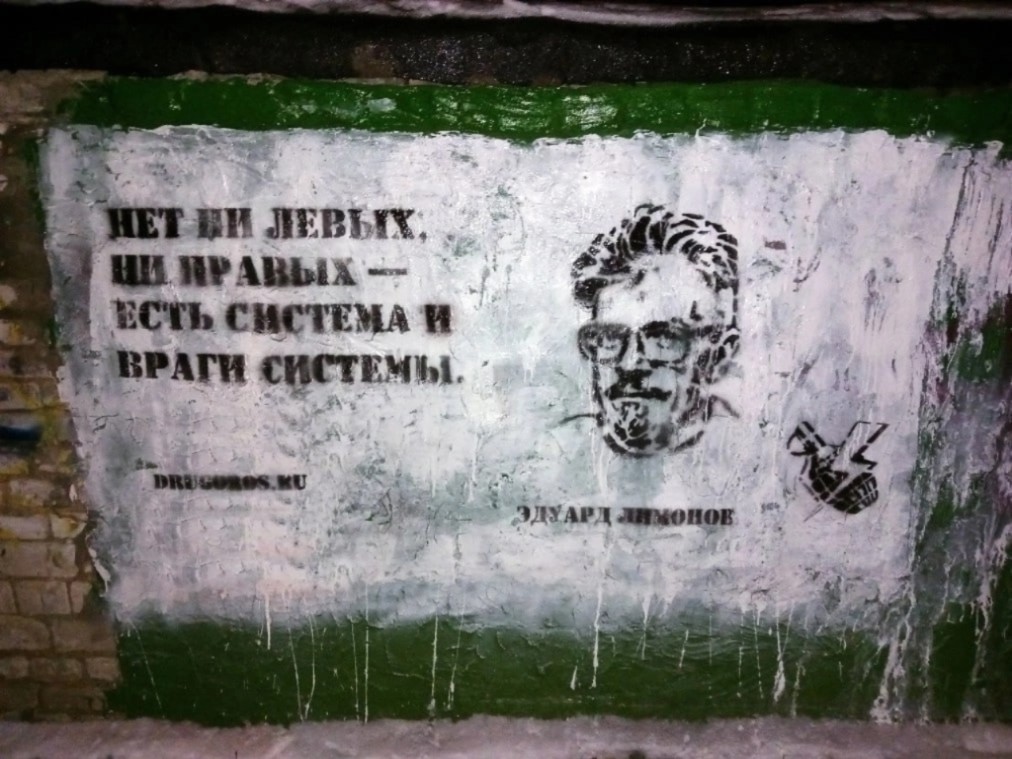 НЕТ НИ ЛЕВЫХ,
НИ ПРАВЫХ —
ЕСТЬ СИСТЕМА И
ВРАГИ СИСТЕМЫ.
DRUGOROS.RU
ЭДУАРД ЛИМОНОВ